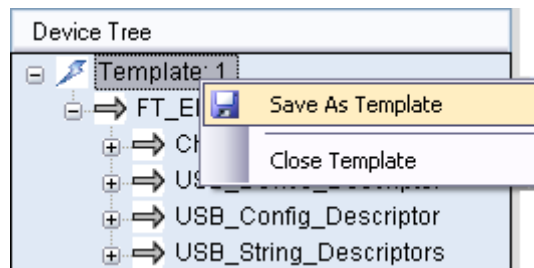 Device Tree
Template: 1
Save As Template
Close Template
USB_Config_Descriptor
USB_String_Descriptors